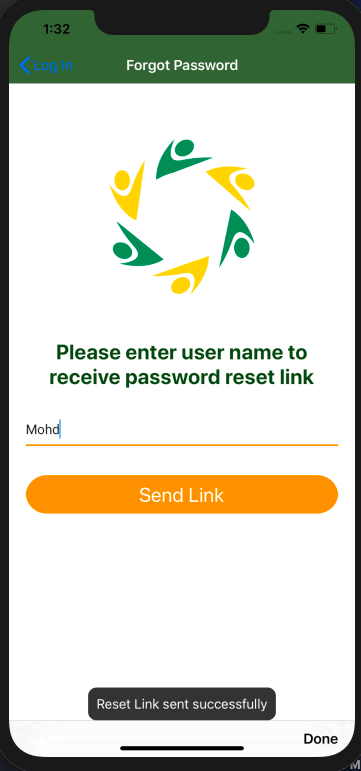 1:32
Log In
Forgot Password
Please enter user name to
receive password reset link
Mohd
Send Link
Reset Link sent successfully
Done
M